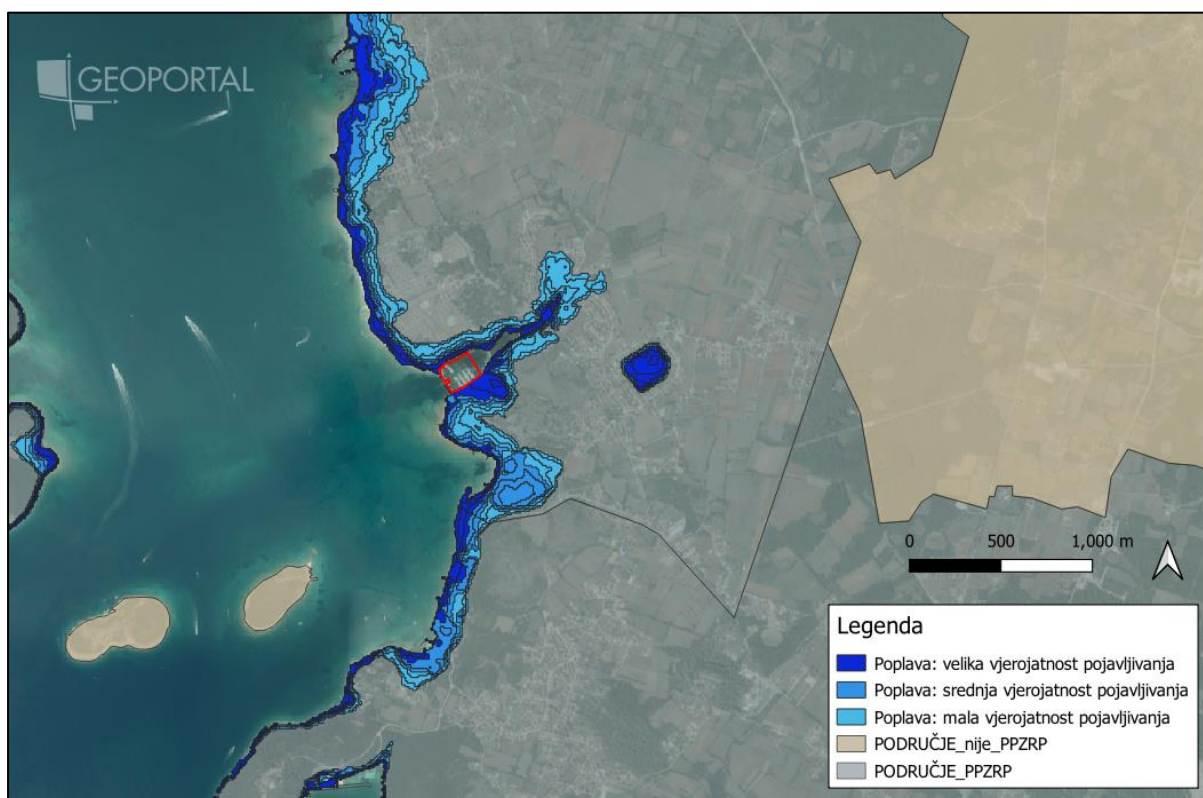 GEOPORTAL
0 500 1,000 m
Legenda
Poplava: velika vjerojatnost pojavljivanja
Poplava: srednja vjerojatnost pojavljivanja
Poplava: mala vjerojatnost pojavljivanja
PODRUČJE_nije_PPZRP
PODRUČJE_PPZRP